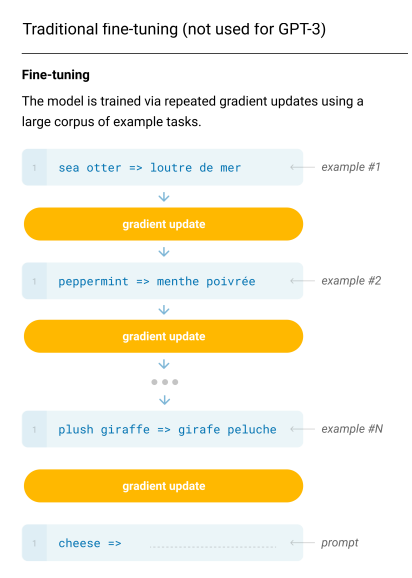 Traditional fine-tuning (not used for GPT-3)
Fine-tuning
The model is trained via repeated gradient updates using a
large corpus of example tasks.
1 sea otter => loutre de mer example #1
gradient update
1 peppermint => menthe poivrée example #2
gradient update
1 plush giraffe => girafe peluche example #N
gradient update
1 cheese => prompt